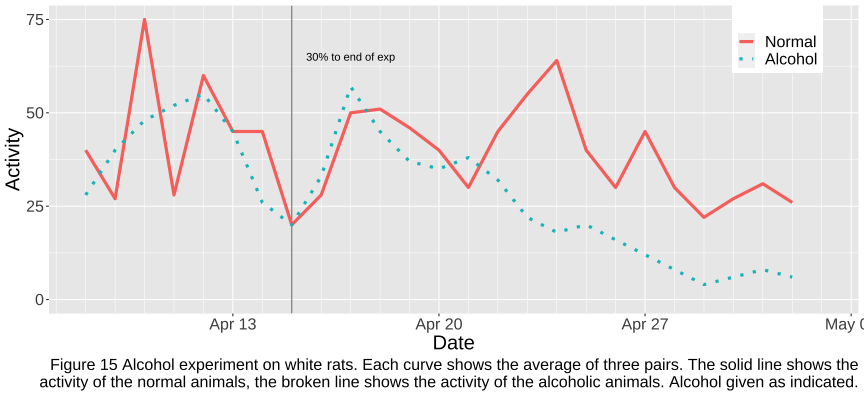 75
30% to end of exp
Normal
Alcohol
50
25
0
Activity
Apr 13
Apr 20
Apr 27
May 0
Date
Figure 15 Alcohol experiment on white rats. Each curve shows the average of three pairs. The solid line shows the
activity of the normal animals, the broken line shows the activity of the alcoholic animals. Alcohol given as indicated.